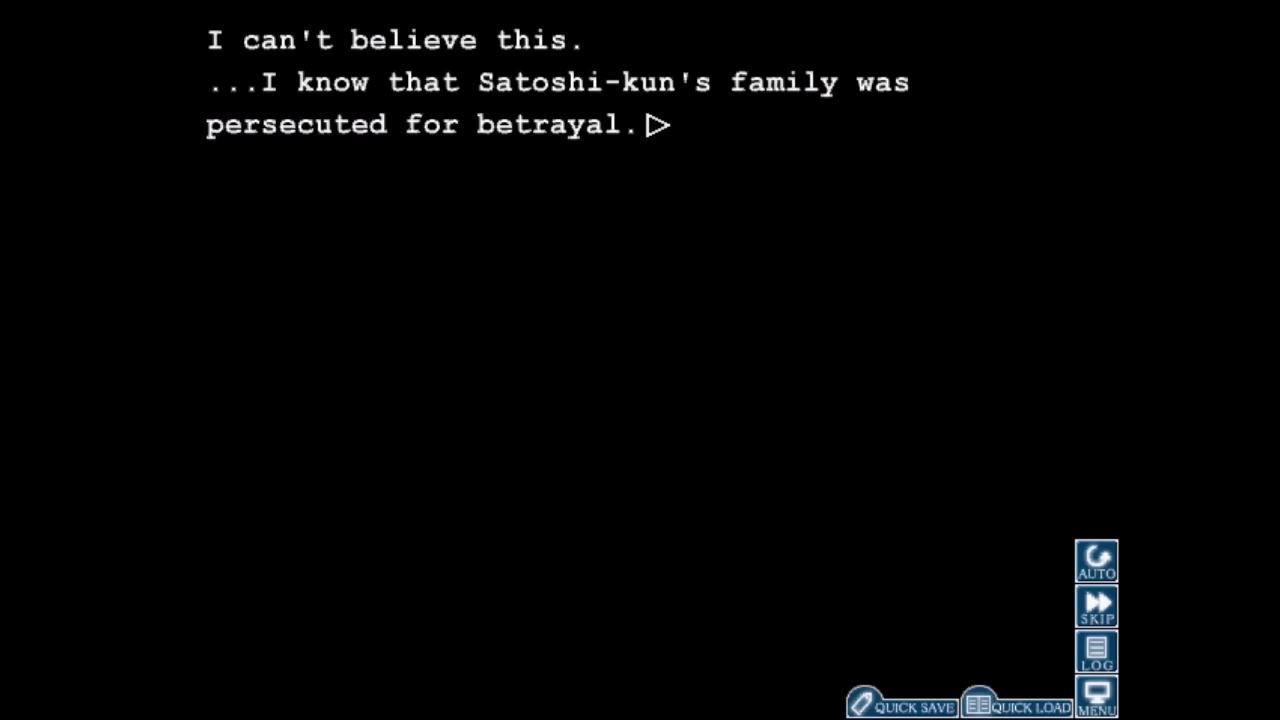 I can't believe this.
...I know that Satoshi-kun's family was
persecuted for betrayal.
AUTO
SKIP
LOG
QUICK SAVE
QUICK LOAD
MENU